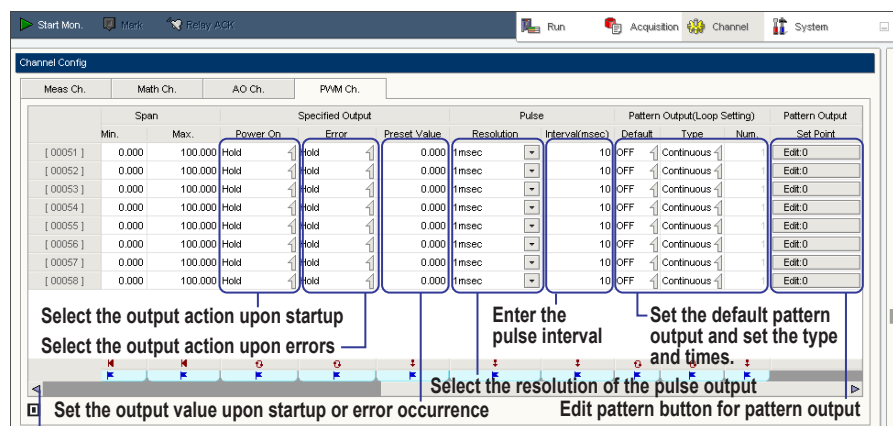 Start Mon. Mark Relay ACK Run Acquisition Channel System
Channel Config
Meas Ch. Math Ch. AO Ch. PWM Ch.
Span Specified Output Pulse Pattern Output(Loop Setting) Pattern Output
Min. Max. Power On Error Preset Value Resolution Interval(msec) Default Type Num. Set Point
[ 00051 ] 0.000 100.000 Hold Hold 0.000 1msec 10 OFF Continuous 1 Edit:0
[ 00052 ] 0.000 100.000 Hold Hold 0.000 1msec 10 OFF Continuous 1 Edit:0
[ 00053 ] 0.000 100.000 Hold Hold 0.000 1msec 10 OFF Continuous 1 Edit:0
[ 00054 ] 0.000 100.000 Hold Hold 0.000 1msec 10 OFF Continuous 1 Edit:0
[ 00055 ] 0.000 100.000 Hold Hold 0.000 1msec 10 OFF Continuous 1 Edit:0
[ 00056 ] 0.000 100.000 Hold Hold 0.000 1msec 10 OFF Continuous 1 Edit:0
[ 00057 ] 0.000 100.000 Hold Hold 0.000 1msec 10 OFF Continuous 1 Edit:0
[ 00058 ] 0.000 100.000 Hold Hold 0.000 1msec 10 OFF Continuous 1 Edit:0
Select the output action upon startup
Select the output action upon errors
Enter the
pulse interval
Set the default pattern
output and set the type
and times.
Select the resolution of the pulse output
Set the output value upon startup or error occurrence
Edit pattern button for pattern output